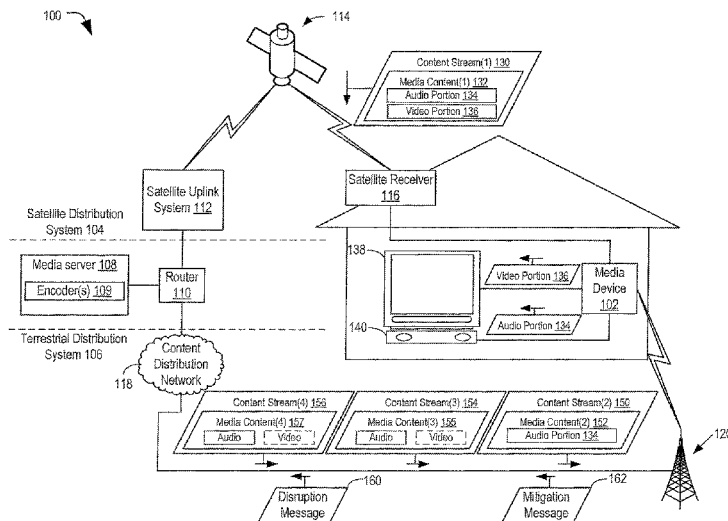 100
114
Content Stream(1) 130
Media Content(1) 132
Audio Portion 134
Video Portion 136
Satellite Uplink
System 112
Satellite Receiver
116
Satellite Distribution
System 104
138
Media server 108
Encoder(s) 109
Router
110
Video Portion 136
Media
Device
102
Audio Portion 134
140
Terrestrial Distribution
System 106
Content
Distribution
Network
118
Content Stream(4) 156
Media Content(4)
157
Audio
Video
Content Stream(3) 154
Media Content(3) 155
Audio
Video
Content Stream(2) 150
Media Content(2) 152
Audio Portion 134
160
Disruption
Message
162
Mitigation
Message